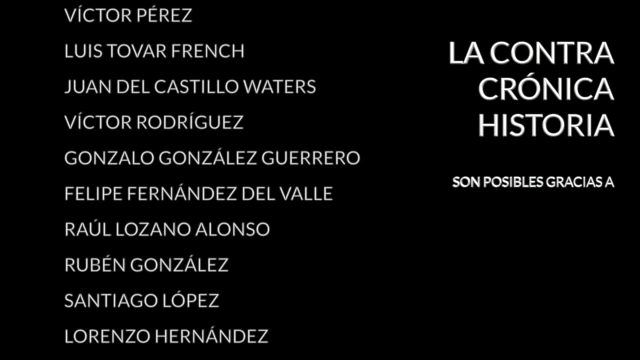 VÍCTOR PÉREZ
LUIS TOVAR FRENCH
JUAN DEL CASTILLO WATERS
VÍCTOR RODRÍGUEZ
GONZALO GONZÁLEZ GUERRERO
FELIPE FERNÁNDEZ DEL VALLE
RAÚL LOZANO ALONSO
RUBÉN GONZÁLEZ
SANTIAGO LÓPEZ
LORENZO HERNÁNDEZ
LA CONTRA
CRÓNICA
HISTORIA
SON POSIBLES GRACIAS A